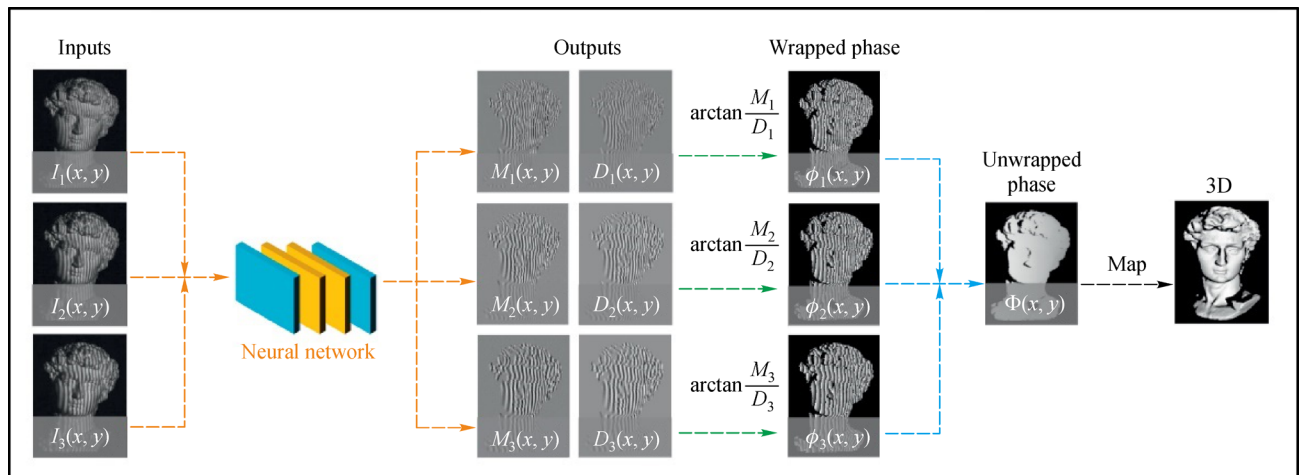 Inputs
Outputs
Wrapped phase
I₁(x, y)
M₁(x, y)
D₁(x, y)
arctan M₁/D₁
ϕ₁(x, y)
I₂(x, y)
Neural network
M₂(x, y)
D₂(x, y)
arctan M₂/D₂
ϕ₂(x, y)
Unwrapped
phase
Φ(x, y)
Map
3D
I₃(x, y)
M₃(x, y)
D₃(x, y)
arctan M₃/D₃
ϕ₃(x, y)